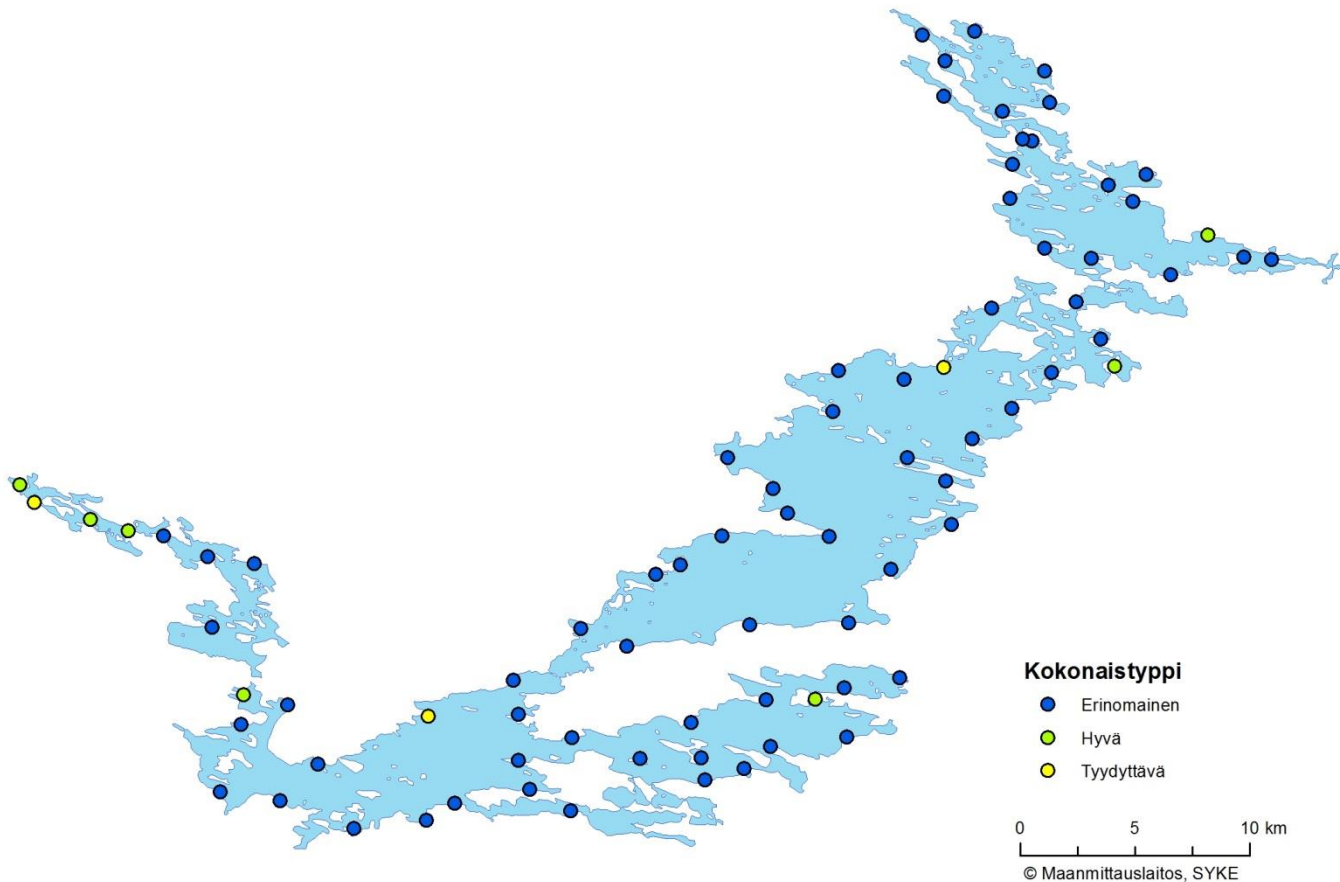 Kokonaistyppi
Erinomainen
Hyvä
Tyydyttävä
0 5 10 km
© Maanmittauslaitos, SYKE